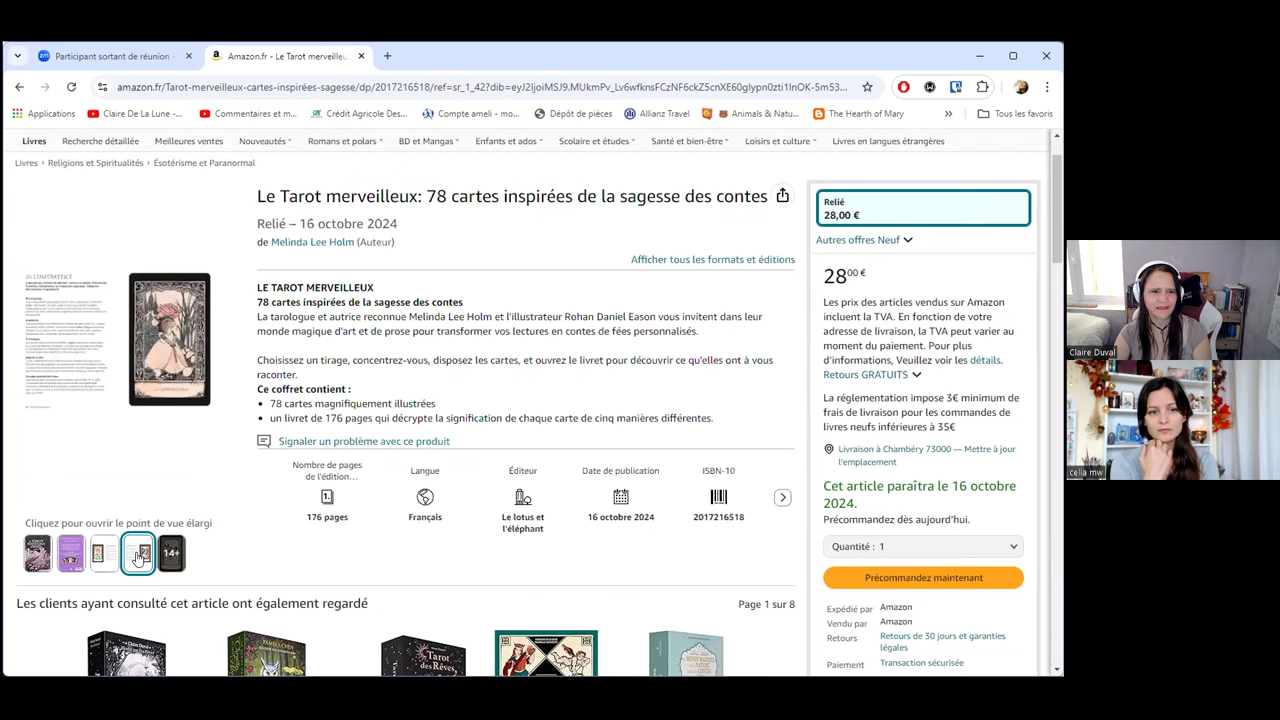 Participant sortant de réunion -
Amazon.fr - Le Tarot merveilleu
amazon.fr/Tarot-merveilleux-cartes-inspirées-sagesse/dp/2017216518/ref=sr_1_42?dib=
Applications
Claire De La Lune -...
Commentaires et m...
Crédit Agricole Des...
Compte ameli - mo...
Dépôt de pièces
Allianz Travel
Animals & Natu...
The Hearth of Mary
Tous les favoris
Livres
Recherche détaillée
Meilleures ventes
Nouveautés
Romans et polars
BD et Mangas
Enfants et ados
Scolaire et études
Santé et bien-être
Loisirs et culture
Livres en langues étrangères
Livres › Religions et Spiritualités › Ésotérisme et Paranormal
Le Tarot merveilleux: 78 cartes inspirées de la sagesse des contes
Relié – 16 octobre 2024
de Melinda Lee Holm (Auteur)
Afficher tous les formats et éditions
LE TAROT MERVEILLEUX
78 cartes inspirées de la sagesse des contes
La tarologue et autrice reconnue Melinda Lee Holm et l'illustrateur Rohan Daniel Eason vous invitent dans leur
monde magique d'art et de prose pour transformer vos lectures en contes de fées personnalisés.
Choisissez un tirage, concentrez-vous, disposez vos cartes et ouvrez le livret pour découvrir ce qu'elles ont à vous
raconter.
Ce coffret contient :
• 78 cartes magnifiquement illustrées
• un livret de 176 pages qui décrypte la signification de chaque carte de cinq manières différentes.
Signaler un problème avec ce produit
Nombre de pages
de l'édition...
176 pages
Langue
Français
Éditeur
Le lotus et
l'éléphant
Date de publication
16 octobre 2024
ISBN-10
2017216518
Cliquez pour ouvrir le point de vue élargi
14+
Les clients ayant consulté cet article ont également regardé
Page 1 sur 8
Tarot
des Rêves
Relié
28,00 €
Autres offres Neuf
28,00 €
Les prix des articles vendus sur Amazon
incluent la TVA. En fonction de votre
adresse de livraison, la TVA peut varier au
moment du paiement. Pour plus
d'informations, veuillez voir les détails.
Retours GRATUITS
La réglementation impose 3€ minimum de
frais de livraison pour les commandes de
livres neufs inférieures à 35€
Livraison à Chambéry 73000 — Mettre à jour
l'emplacement
Cet article paraîtra le 16 octobre
2024.
Précommandez dès aujourd'hui.
Quantité : 1
Précommandez maintenant
Expédié par Amazon
Vendu par Amazon
Retours Retours de 30 jours et garanties
légales
Paiement Transaction sécurisée
Claire Duval
celia mw